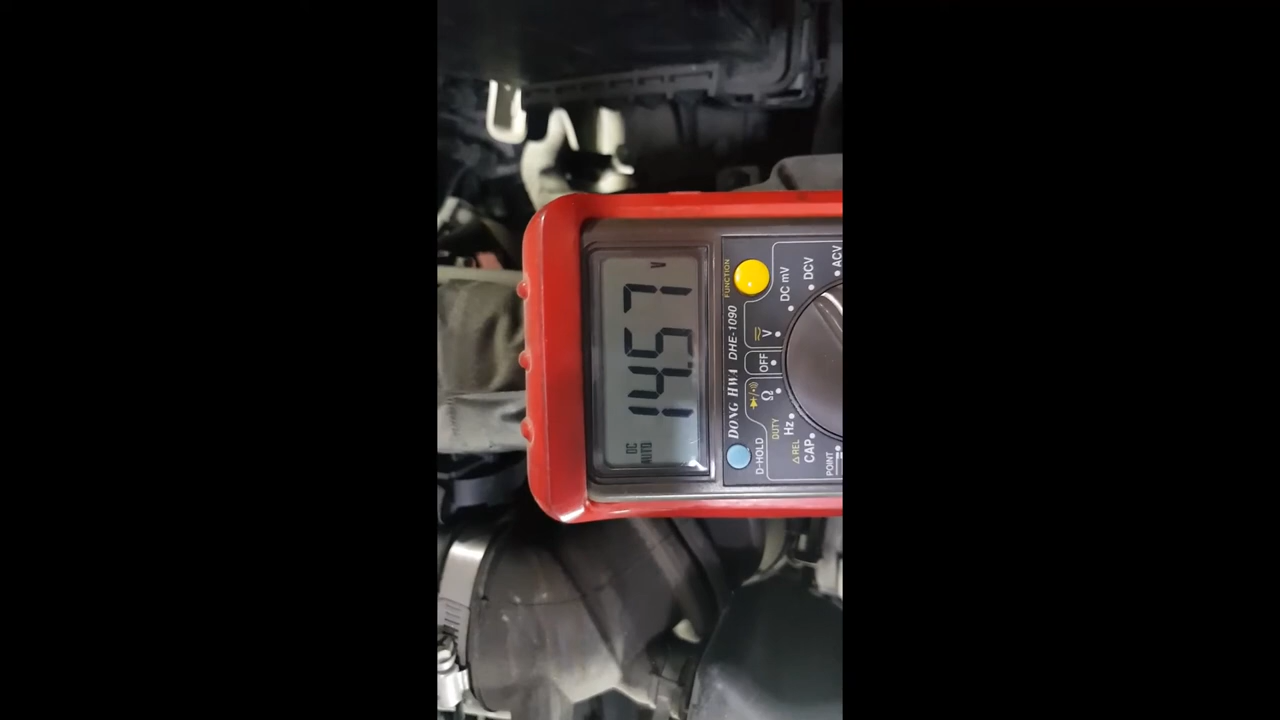 DC
AUTO
14.57
V
FUNCTION
DONG HWA DHE-1090
D-HOLD
POINT
Δ REL
CAP
DUTY
Hz
Ω
OFF
V
DC mV
DCV
ACV